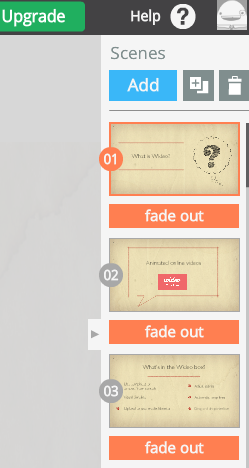 Upgrade
Help ?
Scenes
Add
01
What is Wideo?
?
fade out
02
Animated online videos
wideo
fade out
03
What's in the Wideo box?
fade out